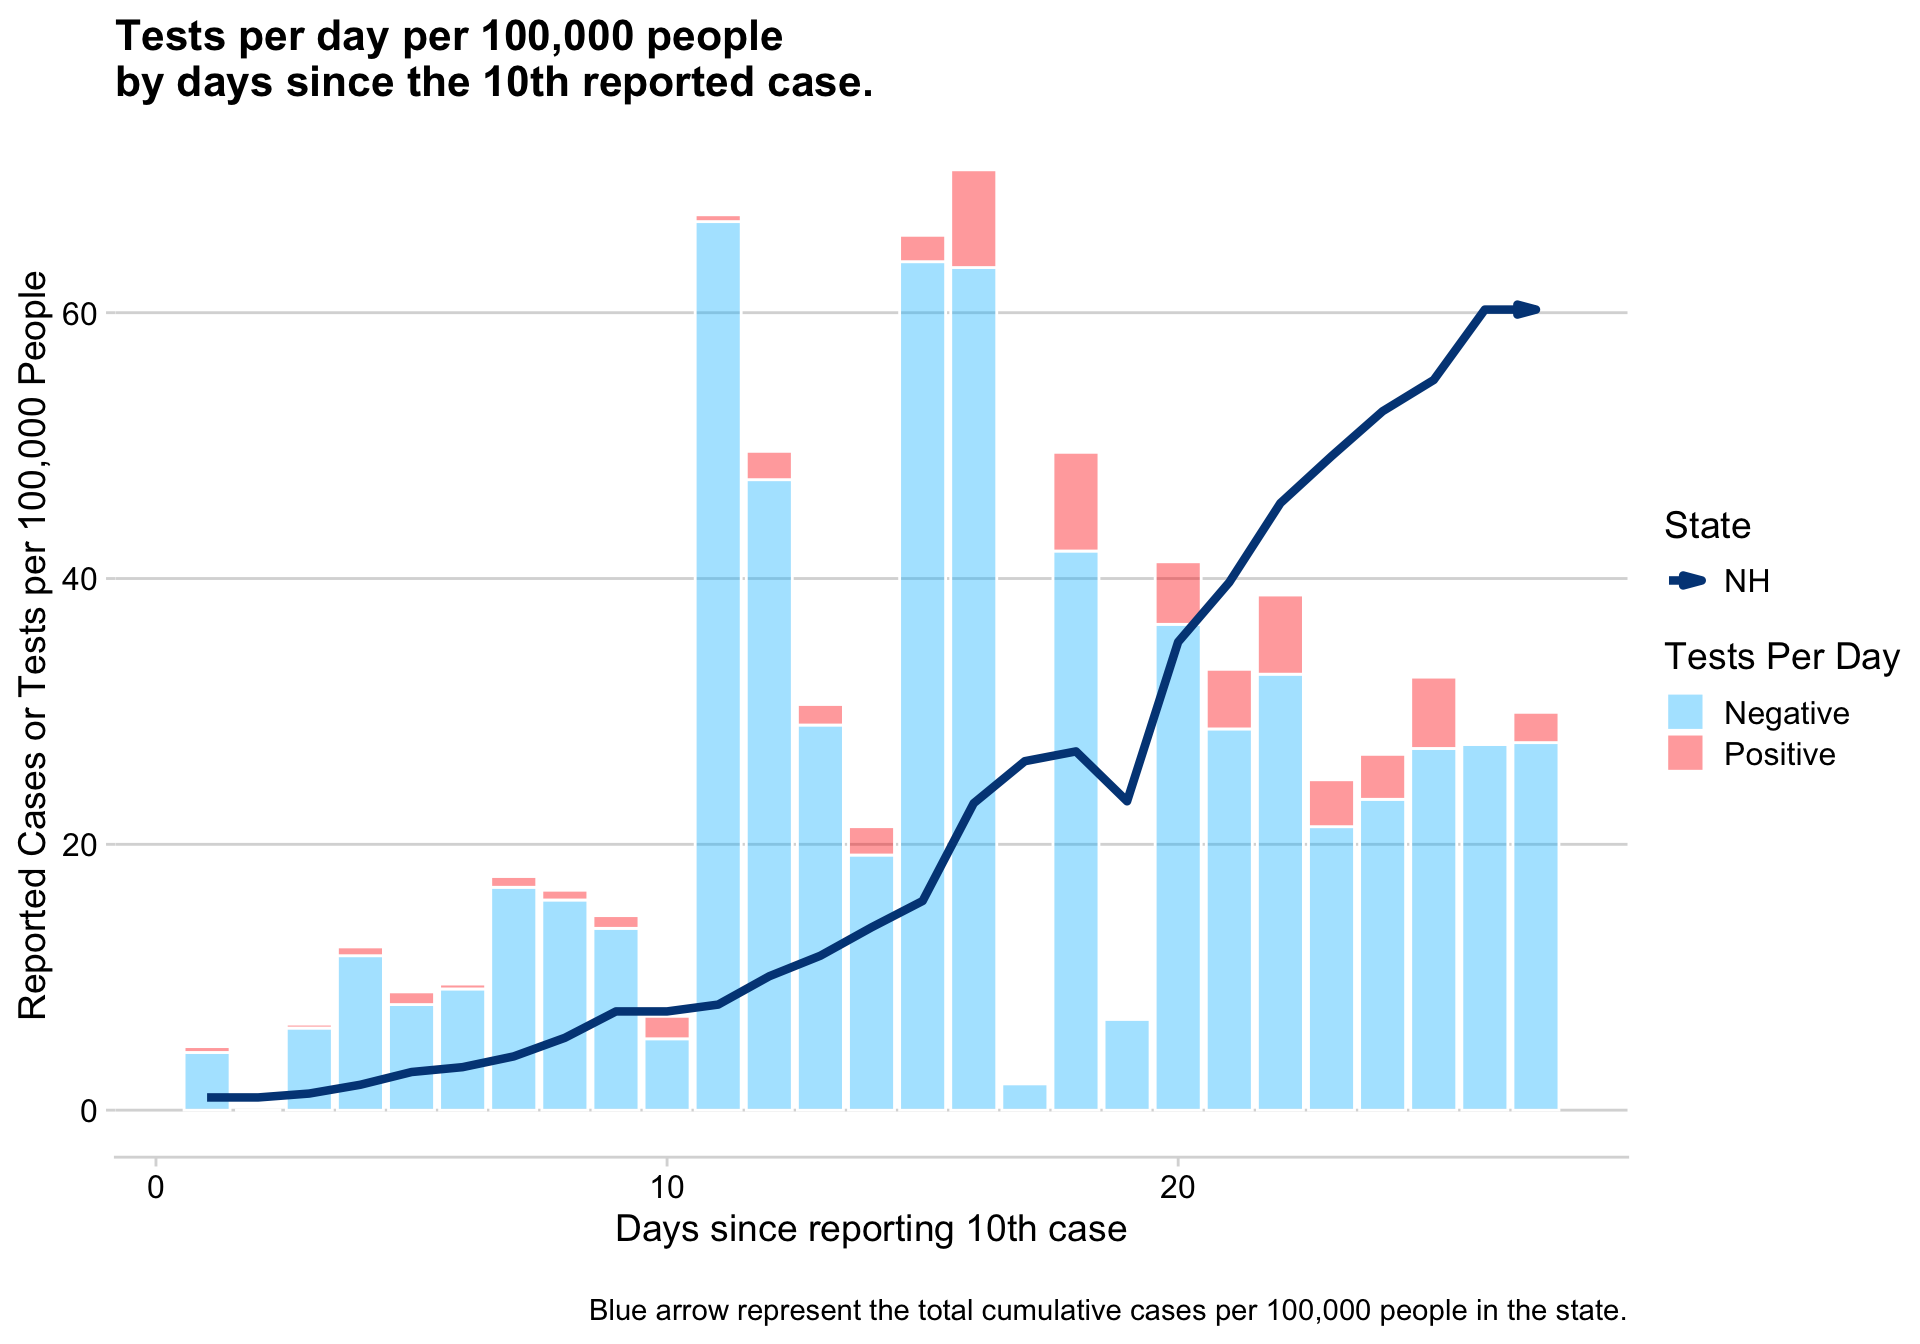 Tests per day per 100,000 people
by days since the 10th reported case.
Reported Cases or Tests per 100,000 People
60
40
20
0
0
10
20
Days since reporting 10th case
State
NH
Tests Per Day
Negative
Positive
Blue arrow represent the total cumulative cases per 100,000 people in the state.